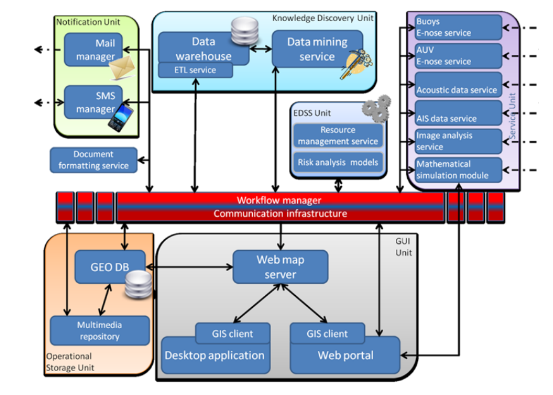 Notification Unit
Mail
manager
SMS
manager
Document
formatting service
Knowledge Discovery Unit
Data
warehouse
ETL service
Data mining
service
EDSS Unit
Resource
management service
Risk analysis models
Buoys
E-nose service
AUV
E-nose service
Acoustic data service
AIS data service
Image analysis
service
Mathematical
simulation module
Service Unit
Workflow manager
Communication infrastructure
GEO DB
Multimedia
repository
Operational
Storage Unit
GUI
Unit
Web map
server
GIS client
Desktop application
GIS client
Web portal